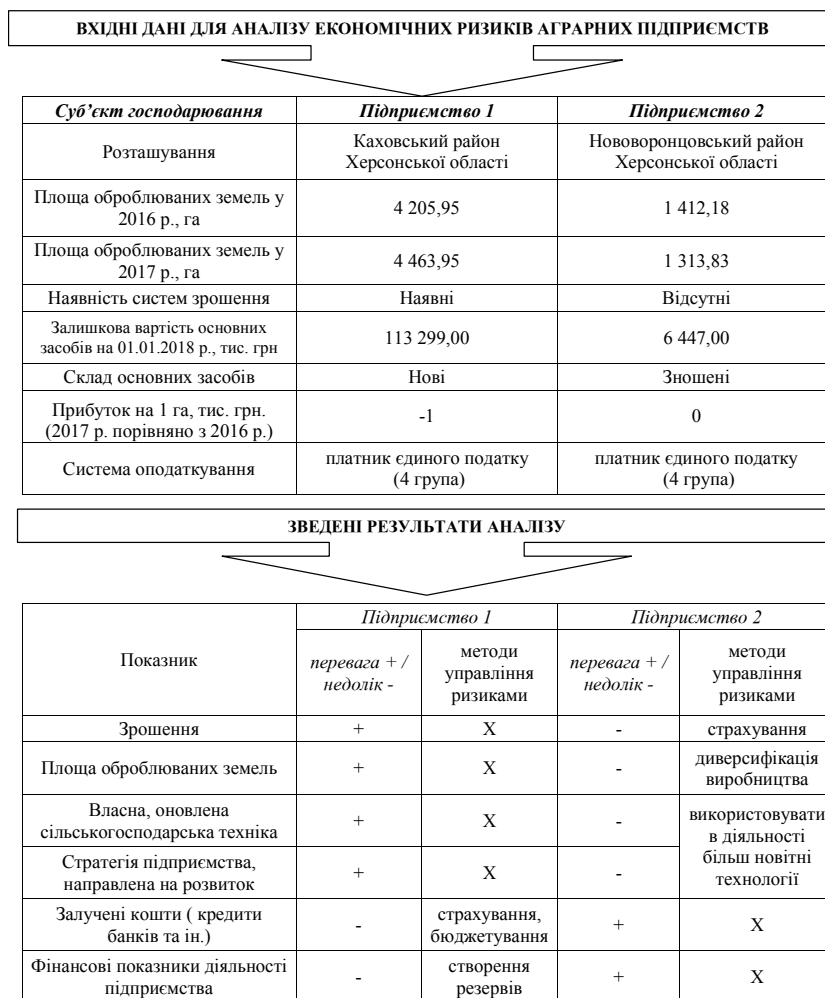 ВХІДНІ ДАНІ ДЛЯ АНАЛІЗУ ЕКОНОМІЧНИХ РИЗИКІВ АГРАРНИХ ПІДПРИЄМСТВ
Суб’єкт господарювання Підприємство 1 Підприємство 2
Розташування
Каховський район
Херсонської області
Нововоронцовський район
Херсонської області
Площа оброблюваних земель у
2016 р., га
4 205,95
1 412,18
Площа оброблюваних земель у
2017 р., га
4 463,95
1 313,83
Наявність систем зрошення Наявні Відсутні
Залишкова вартість основних
засобів на 01.01.2018 р., тис. грн
113 299,00
6 447,00
Склад основних засобів Нові Зношені
Прибуток на 1 га, тис. грн.
(2017 р. порівняно з 2016 р.)
-1
0
Система оподаткування
платник єдиного податку
(4 група)
платник єдиного податку
(4 група)
ЗВЕДЕНІ РЕЗУЛЬТАТИ АНАЛІЗУ
Показник
Підприємство 1 Підприємство 2
перевага + /
недолік -
методи
управління
ризиками
перевага + /
недолік -
методи
управління
ризиками
Зрошення + Х - страхування
Площа оброблюваних земель + Х -
диверсифікація
виробництва
Власна, оновлена
сільськогосподарська техніка
+ Х -
використовувати
в діяльності
більш новітні
технології
Стратегія підприємства,
направлена на розвиток
+ Х -
Залучені кошти ( кредити
банків та ін.)
-
страхування,
бюджетування
+ Х
Фінансові показники діяльності
підприємства
-
створення
резервів
+ Х